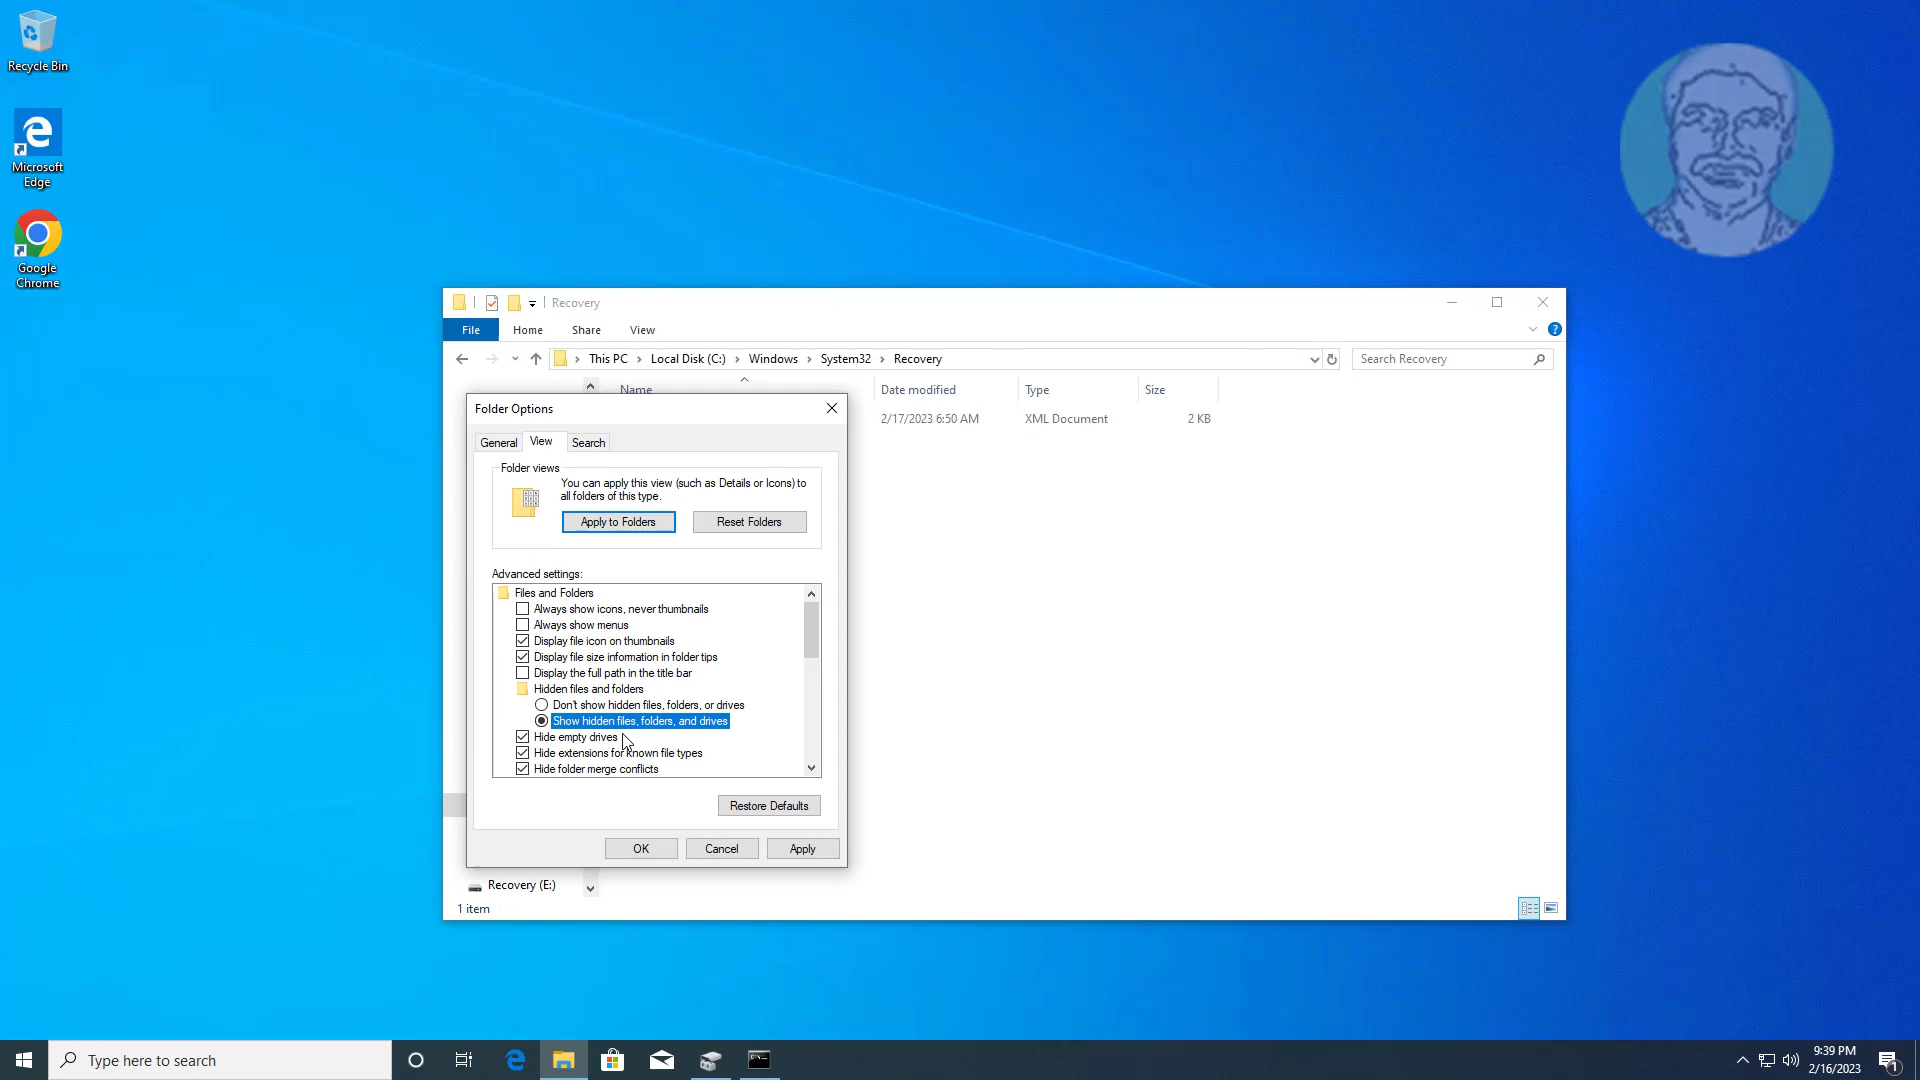 Recycle Bin
Microsoft
Edge
Google
Chrome
Recovery
File
Home
Share
View
This PC
Local Disk (C:)
Windows
System32
Recovery
Search Recovery
Name
Date modified
Type
Size
2/17/2023 6:50 AM
XML Document
2 KB
Folder Options
General
View
Search
Folder views
You can apply this view (such as Details or Icons) to
all folders of this type.
Apply to Folders
Reset Folders
Advanced settings:
Files and Folders
Always show icons, never thumbnails
Always show menus
Display file icon on thumbnails
Display file size information in folder tips
Display the full path in the title bar
Hidden files and folders
Don't show hidden files, folders, or drives
Show hidden files, folders, and drives
Hide empty drives
Hide extensions for known file types
Hide folder merge conflicts
Restore Defaults
OK
Cancel
Apply
Recovery (E:)
1 item
Type here to search
9:39 PM
2/16/2023
1